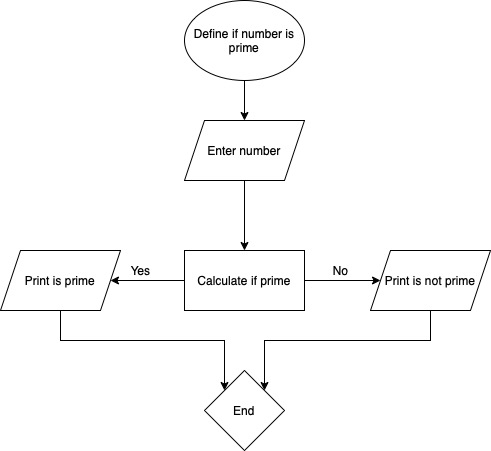 Define if number is
prime
Enter number
Yes
No
Print is prime
Calculate if prime
Print is not prime
End